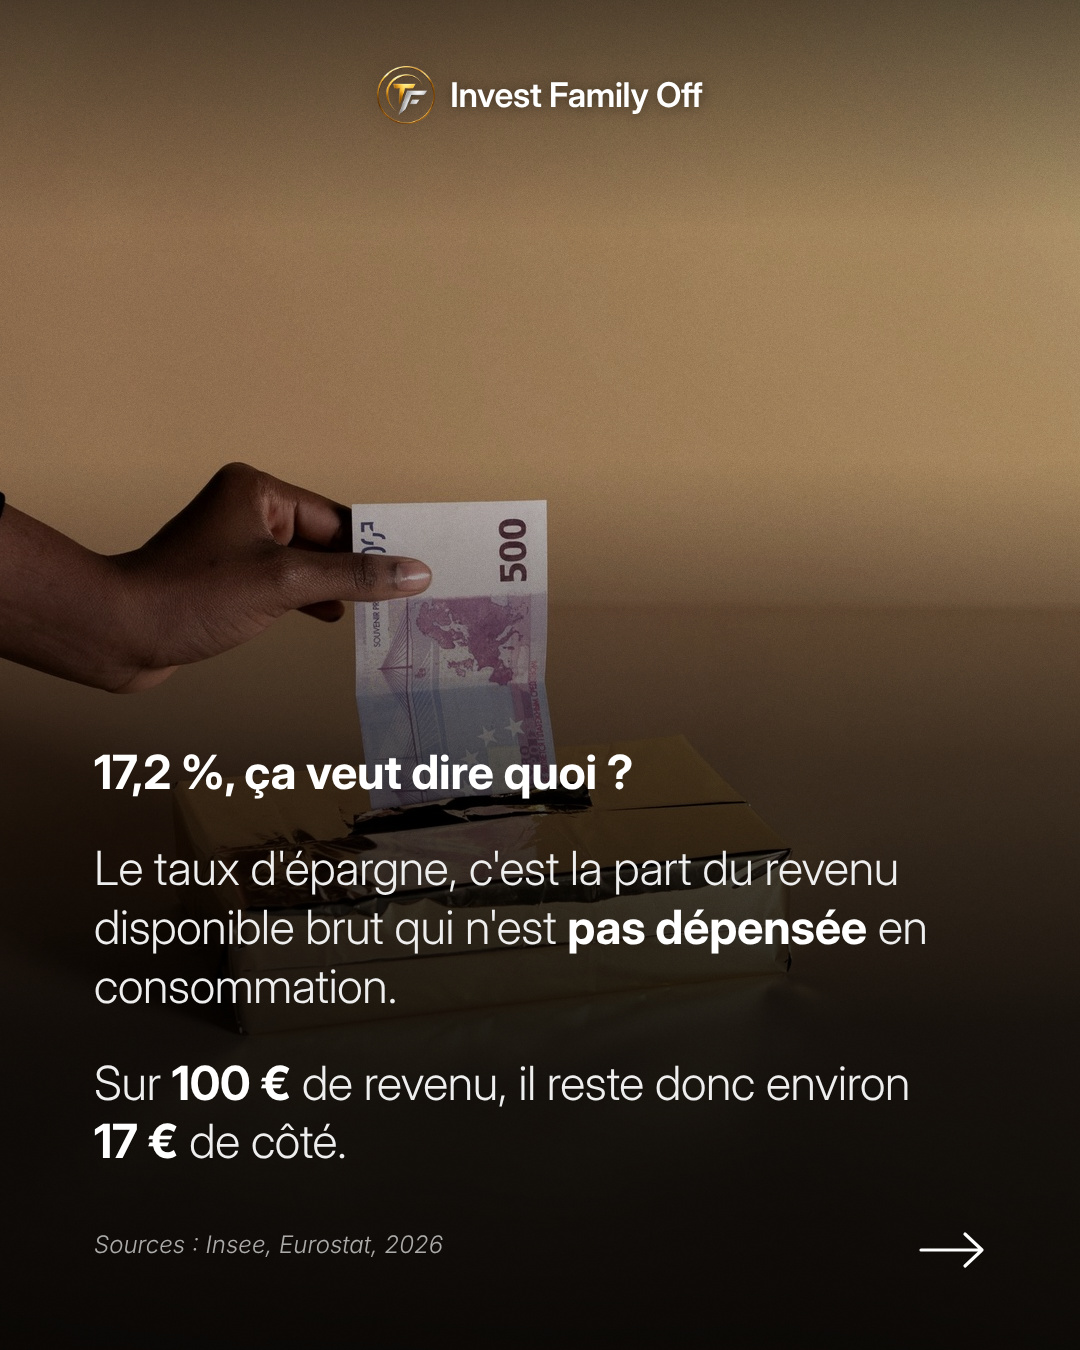 Invest Family Off
500
SOUVENIR
17,2 %, ça veut dire quoi ?
Le taux d'épargne, c'est la part du revenu
disponible brut qui n'est pas dépensée en
consommation.
Sur 100 € de revenu, il reste donc environ
17 € de côté.
Sources : Insee, Eurostat, 2026